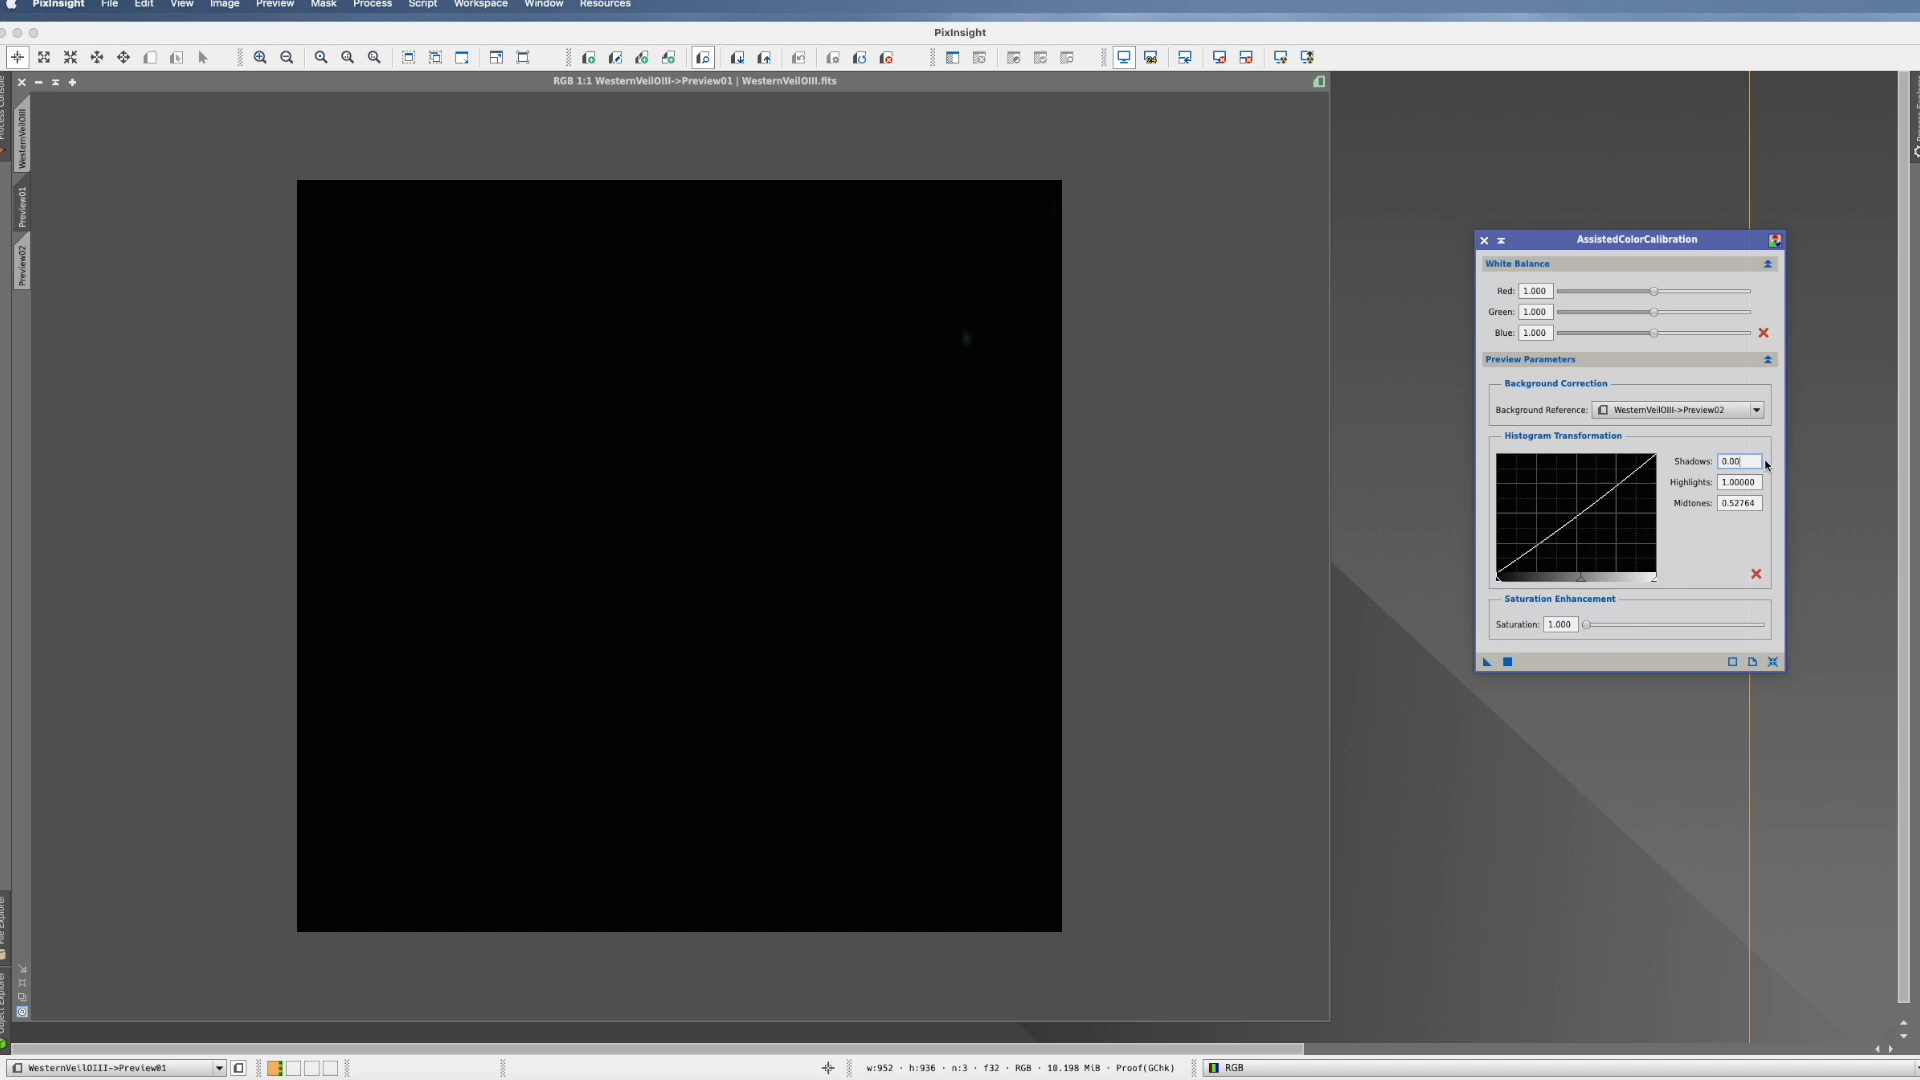 PixInsight File Edit View Image Preview Mask Process Script Workspace Window Resources
PixInsight
RGB 1:1 WesternVeilOIII->Preview01 | WesternVeilOIII.fits
WesternVeilOIII
Preview01
Preview02
AssistedColorCalibration
White Balance
Red: 1.000
Green: 1.000
Blue: 1.000
Preview Parameters
Background Correction
Background Reference: WesternVeilOIII->Preview02
Histogram Transformation
Shadows: 0.00
Highlights: 1.00000
Midtones: 0.52764
Saturation Enhancement
Saturation: 1.000
WesternVeilOIII->Preview01
w:952 · h:936 · n:3 · f32 · RGB · 10.198 MiB · Proof(GChk)
RGB